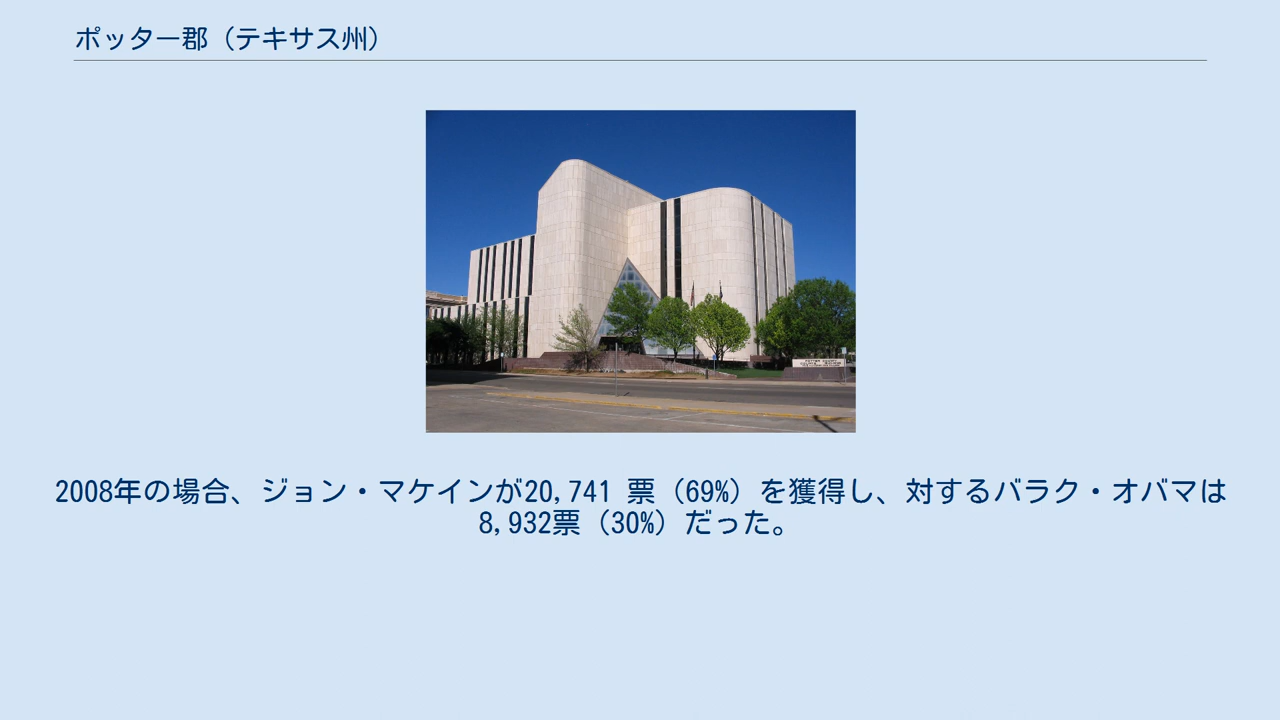 ポッター郡（テキサス州）
2008年の場合、ジョン・マケインが20,741 票（69%）を獲得し、対するバラク・オバマは
8,932票（30%）だった。